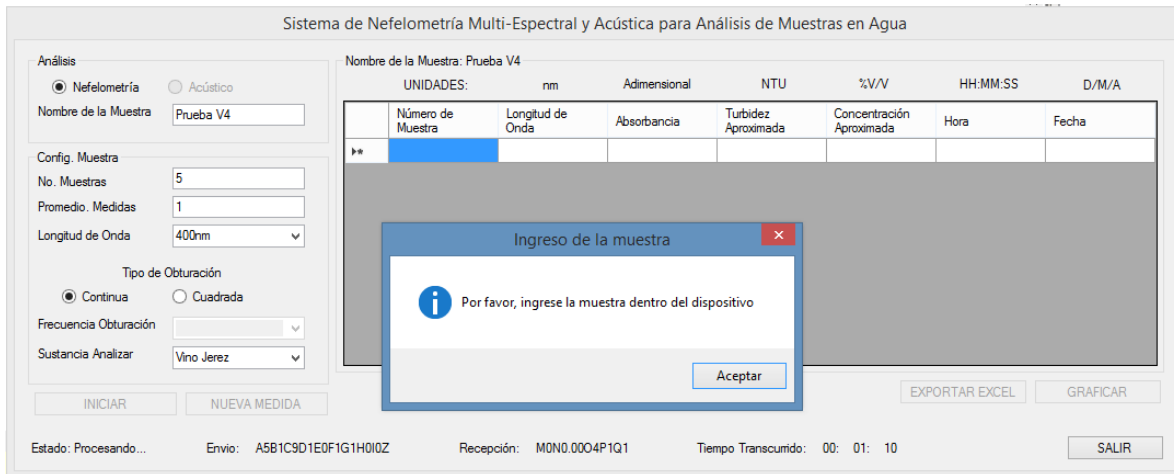 Sistema de Nefelometría Multi-Espectral y Acústica para Análisis de Muestras en Agua
Análisis
Nefelometría
Acústico
Nombre de la Muestra
Prueba V4
Config. Muestra
No. Muestras
5
Promedio. Medidas
1
Longitud de Onda
400nm
Tipo de Obturación
Continua
Cuadrada
Frecuencia Obturación
Sustancia Analizar
Vino Jerez
INICIAR
NUEVA MEDIDA
Nombre de la Muestra: Prueba V4
UNIDADES:
nm
Adimensional
NTU
%V/V
HH:MM:SS
D/M/A
Número de
Muestra
Longitud de
Onda
Absorbancia
Turbidez
Aproximada
Concentración
Aproximada
Hora
Fecha
Ingreso de la muestra
Por favor, ingrese la muestra dentro del dispositivo
Aceptar
EXPORTAR EXCEL
GRAFICAR
Estado: Procesando...
Envio: A5B1C9D1E0F1G1H0I0Z
Recepción: M0N0.00O4P1Q1
Tiempo Transcurrido: 00: 01: 10
SALIR